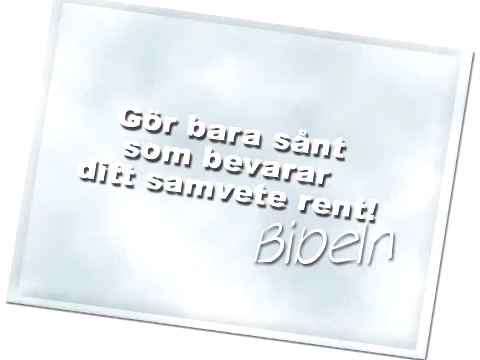 Gör bara sånt
som bevarar
ditt samvete rent!
Bibeln